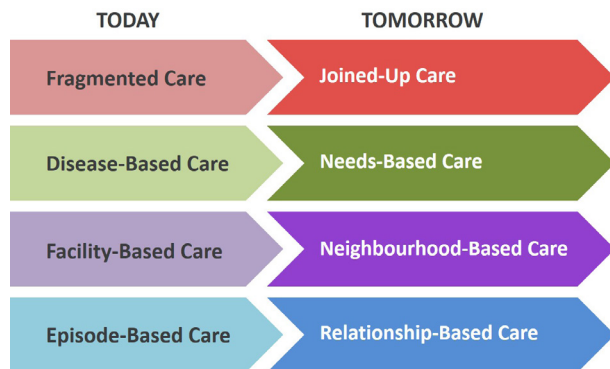 TODAY TOMORROW
Fragmented Care Joined-Up Care
Disease-Based Care Needs-Based Care
Facility-Based Care Neighbourhood-Based Care
Episode-Based Care Relationship-Based Care